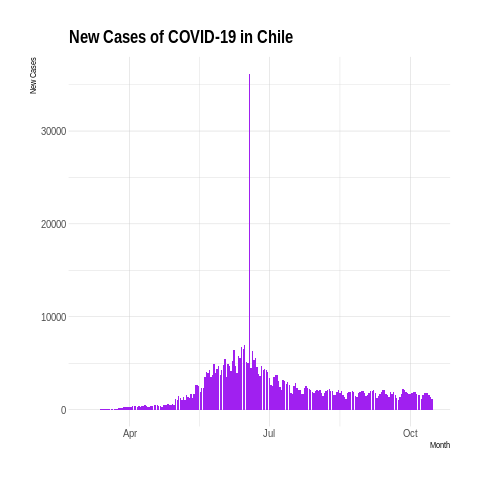 New Cases of COVID-19 in Chile
New Cases
30000
20000
10000
0
Apr
Jul
Oct
Month